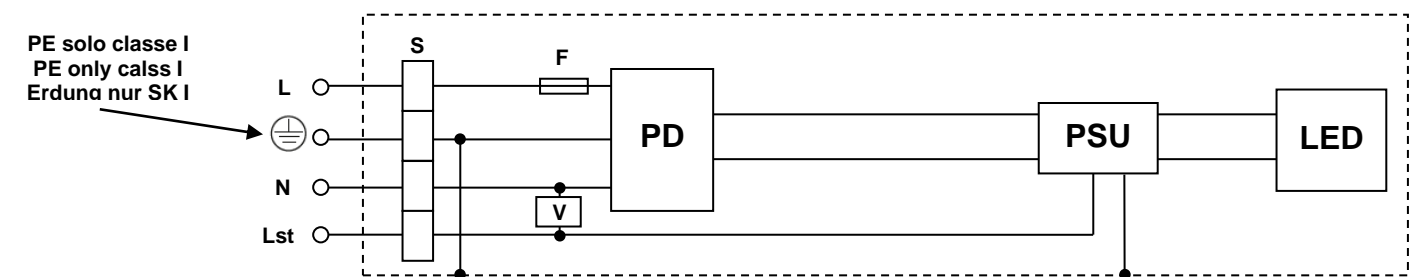 PE solo classe I
PE only calss I
Erdung nur SK I
S
F
L
PD
PSU
LED
N
V
Lst